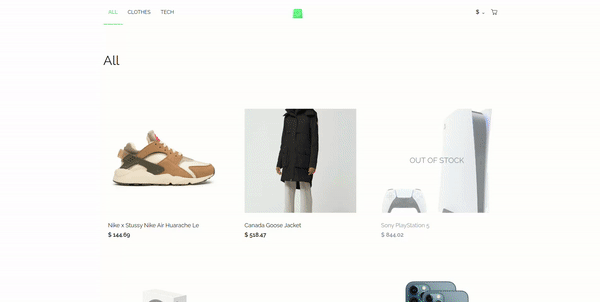 ALL CLOTHES TECH $
All
OUT OF STOCK
Nike x Stussy Nike Air Huarache Le
$ 144.69
Canada Goose Jacket
$ 518.47
Sony PlayStation 5
$ 844.02